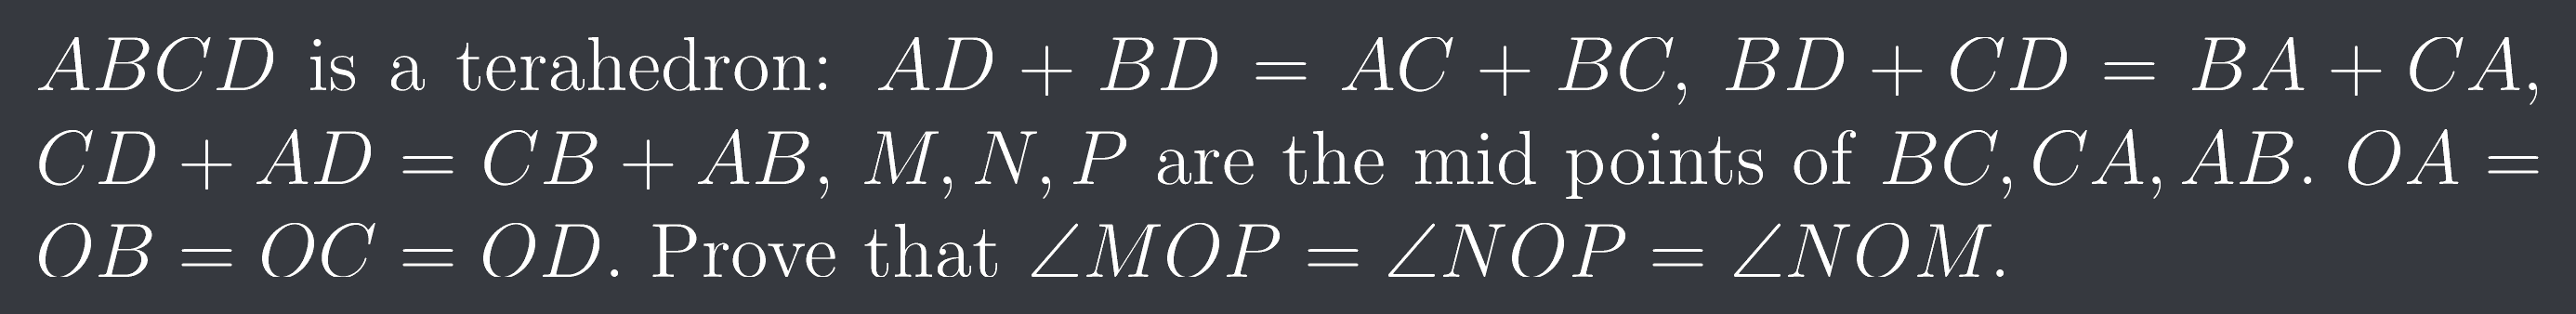 ABCD is a terahedron: AD + BD = AC + BC, BD + CD = BA + CA,
CD + AD = CB + AB, M, N, P are the mid points of BC, CA, AB. OA =
OB = OC = OD. Prove that ∠MOP = ∠NOP = ∠NOM.